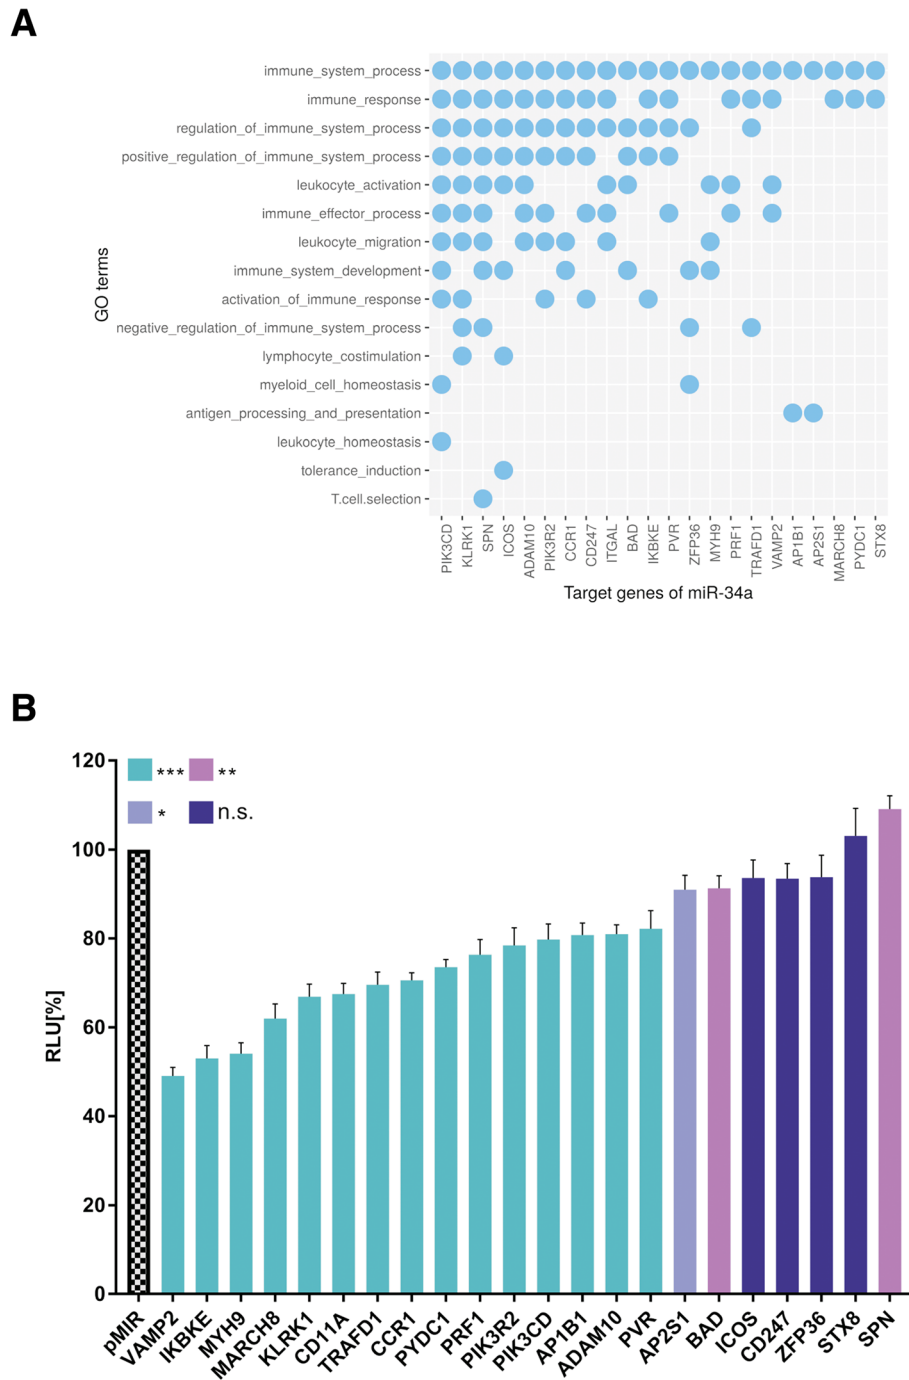 A
immune_system_process
immune_response
regulation_of_immune_system_process
positive_regulation_of_immune_system_process
leukocyte_activation
immune_effector_process
leukocyte_migration
immune_system_development
activation_of_immune_response
negative_regulation_of_immune_system_process
lymphocyte_costimulation
myeloid_cell_homeostasis
antigen_processing_and_presentation
leukocyte_homeostasis
tolerance_induction
T.cell.selection
GO terms
PIK3CD
KLRK1
SPN
ICOS
ADAM10
PIK3R2
CCR1
CD247
ITGAL
BAD
IKBKE
PVR
ZFP36
MYH9
PRF1
TRAFD1
VAMP2
AP1B1
AP2S1
MARCH8
PYDC1
STX8
Target genes of miR-34a
B
*** **
* n.s.
120
100
80
60
40
20
0
RLU[%]
pMIR
VAMP2
IKBKE
MYH9
MARCH8
KLRK1
CD11A
TRAFD1
CCR1
PYDC1
PRF1
PIK3R2
PIK3CD
AP1B1
ADAM10
PVR
AP2S1
BAD
ICOS
CD247
ZFP36
STX8
SPN